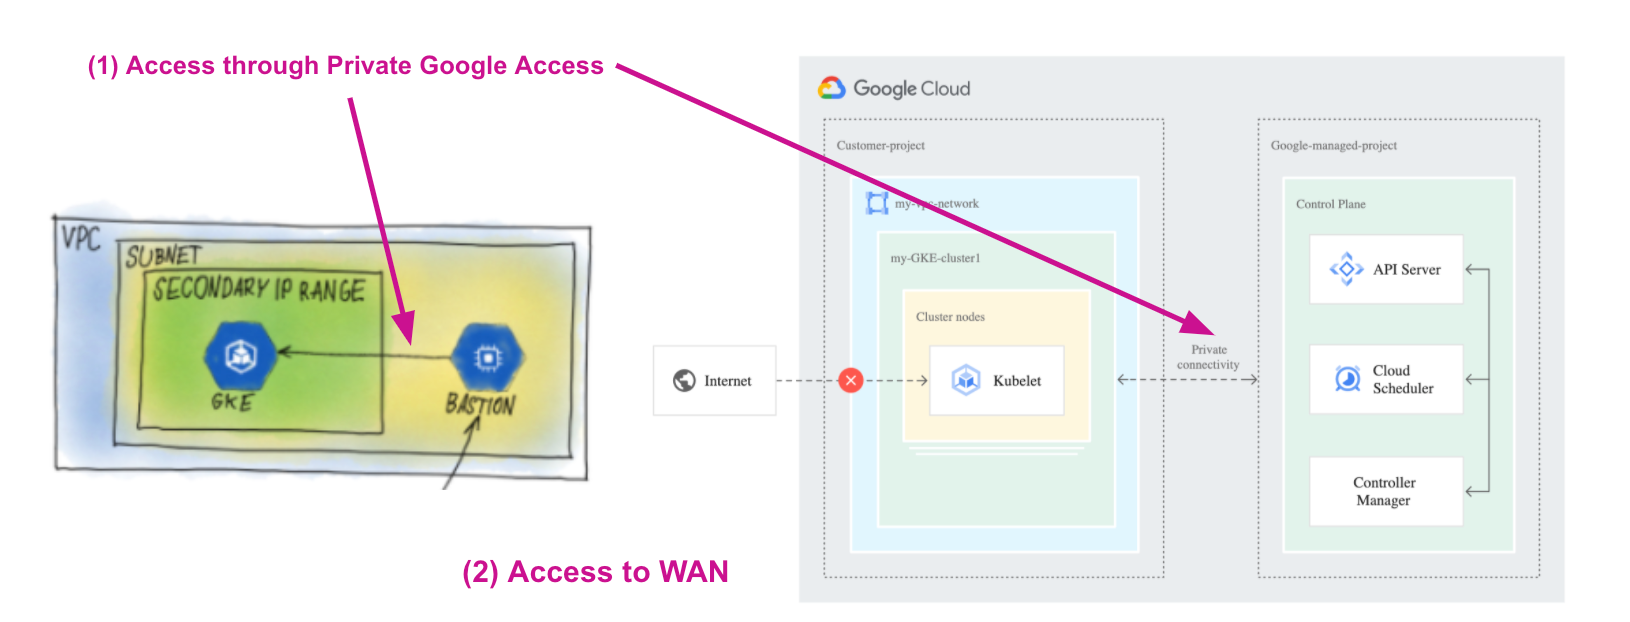 (1) Access through Private Google Access
VPC
SUBNET
SECONDARY IP RANGE
GKE
BASTION
(2) Access to WAN
Google Cloud
Customer-project
my-vpc-network
my-GKE-cluster1
Cluster nodes
Internet
Kubelet
Private
connectivity
Google-managed-project
Control Plane
API Server
Cloud
Scheduler
Controller
Manager